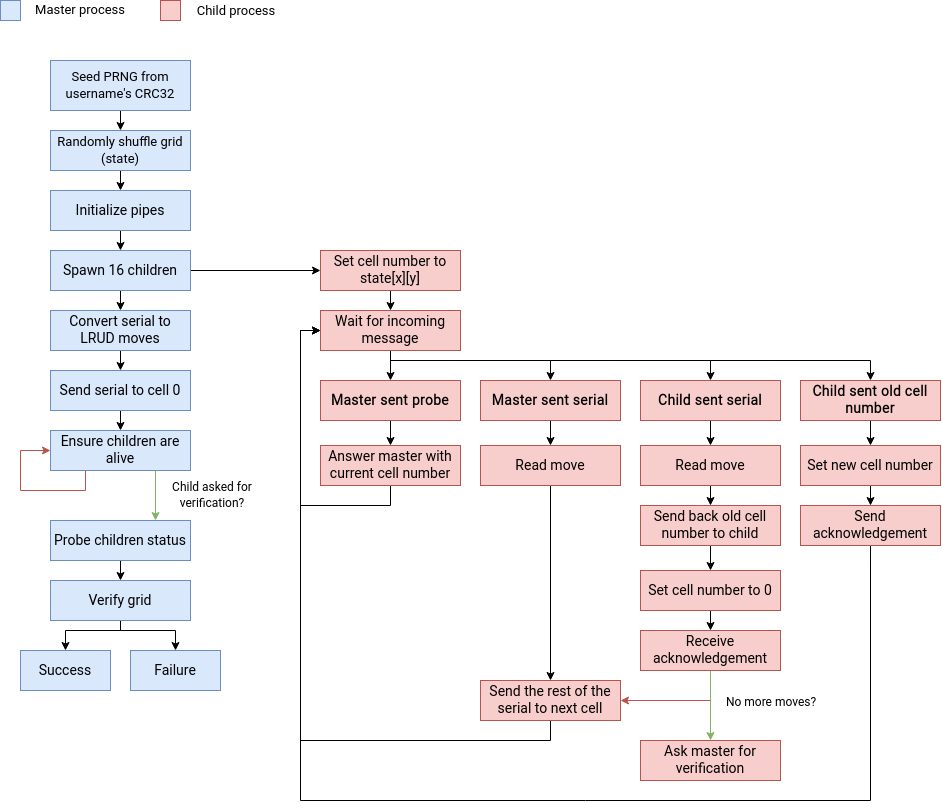 Master process
Child process
Seed PRNG from
username's CRC32
Randomly shuffle grid
(state)
Initialize pipes
Spawn 16 children
Convert serial to
LRUD moves
Send serial to cell 0
Ensure children are
alive
Child asked for
verification?
Probe children status
Verify grid
Success
Failure
Set cell number to
state[x][y]
Wait for incoming
message
Master sent probe
Answer master with
current cell number
Master sent serial
Read move
Send the rest of the
serial to next cell
Child sent serial
Read move
Send back old cell
number to child
Set cell number to 0
Receive
acknowledgement
No more moves?
Ask master for
verification
Child sent old cell
number
Set new cell number
Send
acknowledgement